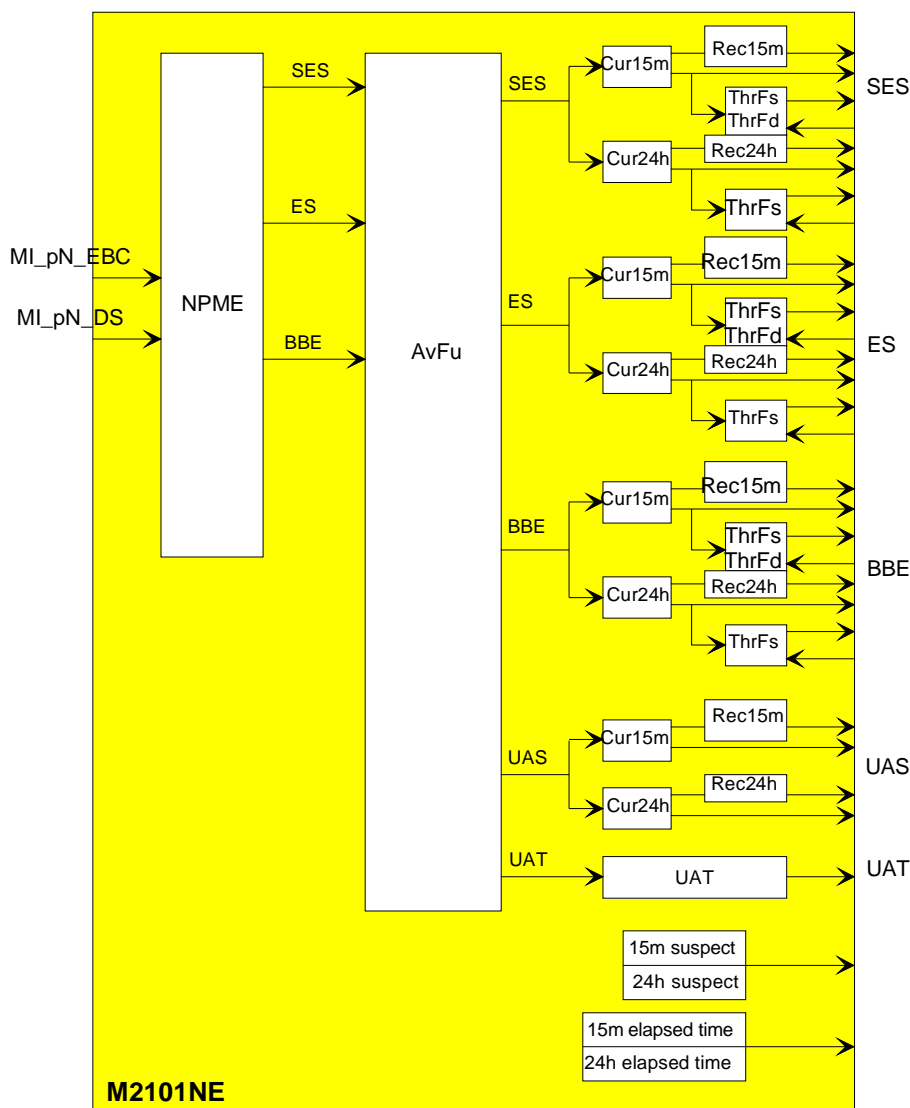 MI_pN_EBC
MI_pN_DS
NPME
SES
ES
BBE
AvFu
SES
Cur15m
Rec15m
ThrFs
ThrFd
Cur24h
Rec24h
ThrFs
SES
ES
Cur15m
Rec15m
ThrFs
ThrFd
Cur24h
Rec24h
ThrFs
ES
BBE
Cur15m
Rec15m
ThrFs
ThrFd
Cur24h
Rec24h
ThrFs
BBE
UAS
Cur15m
Rec15m
Cur24h
Rec24h
UAS
UAT
UAT
UAT
15m suspect
24h suspect
15m elapsed time
24h elapsed time
M2101NE